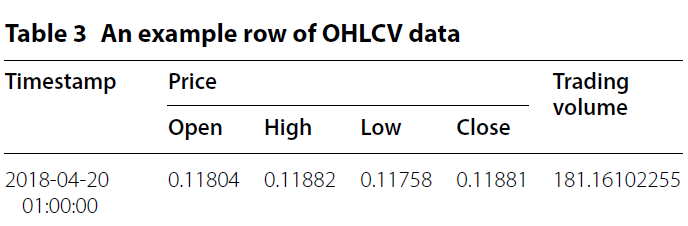 Table 3 An example row of OHLCV data
Timestamp Price Trading
volume
Open High Low Close
2018-04-20 0.11804 0.11882 0.11758 0.11881 181.16102255
01:00:00